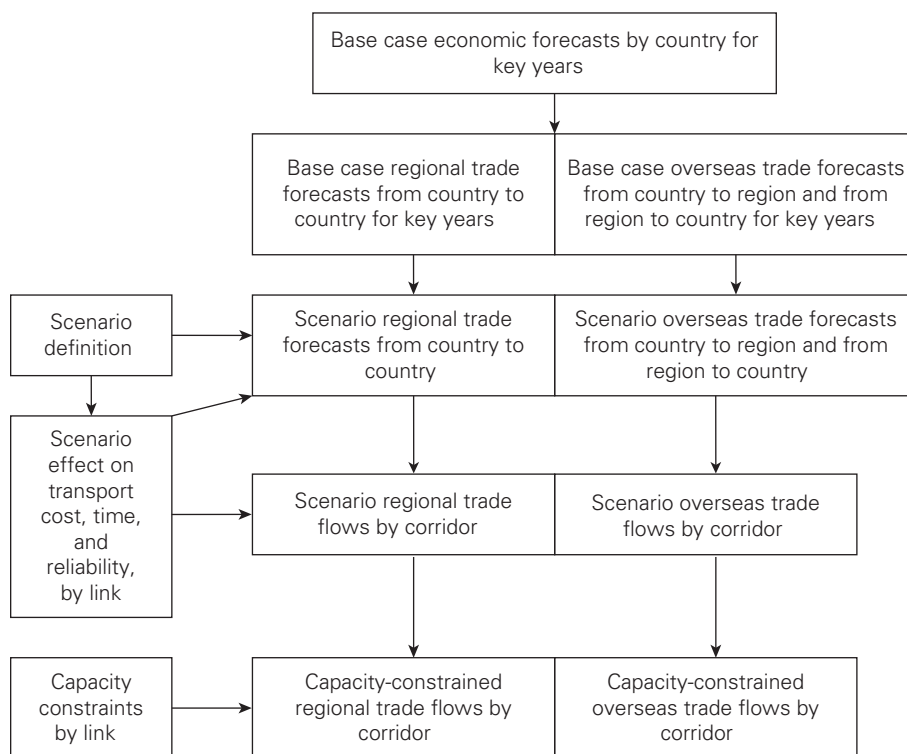 Base case economic forecasts by country for
key years
Base case regional trade
forecasts from country to
country for key years
Base case overseas trade forecasts
from country to region and from
region to country for key years
Scenario
definition
Scenario regional trade
forecasts from country to
country
Scenario overseas trade forecasts
from country to region and from
region to country
Scenario
effect on
transport
cost, time,
and
reliability,
by link
Scenario regional trade
flows by corridor
Scenario overseas trade
flows by corridor
Capacity
constraints
by link
Capacity-constrained
regional trade flows by
corridor
Capacity-constrained
overseas trade flows by
corridor